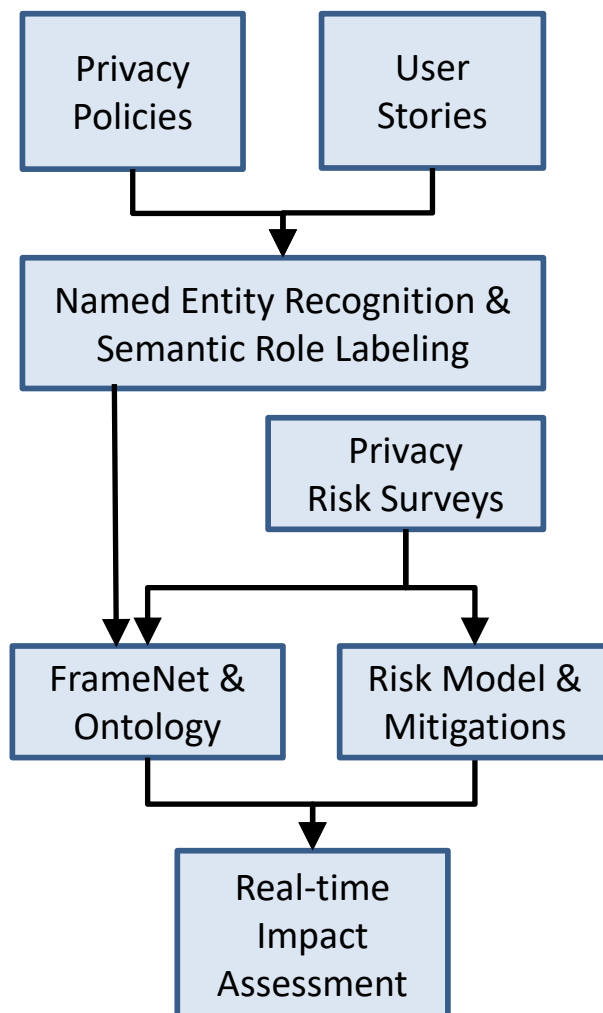 Privacy
Policies
User
Stories
Named Entity Recognition &
Semantic Role Labeling
Privacy
Risk Surveys
FrameNet &
Ontology
Risk Model &
Mitigations
Real-time
Impact
Assessment